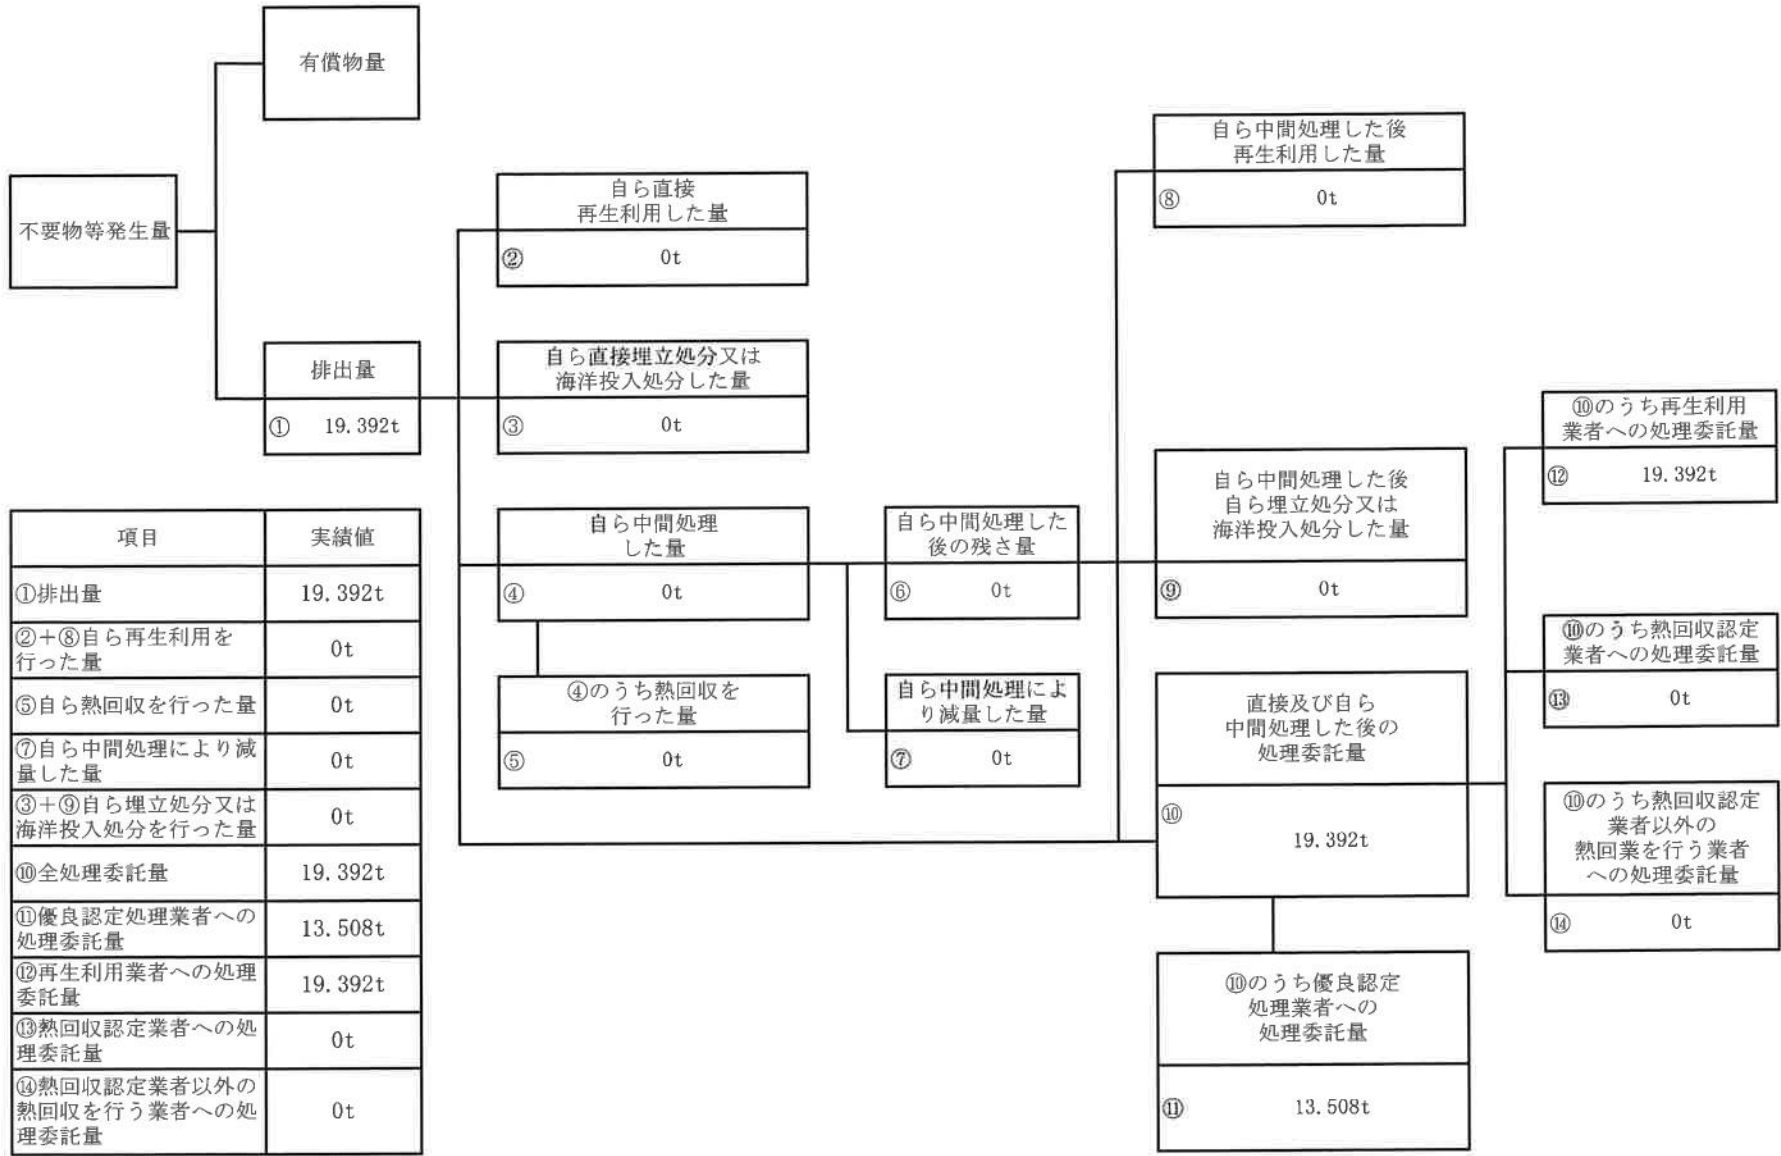 有償物量
不要物等発生量
排出量
① 19.392t
自ら直接
再生利用した量
② 0t
自ら直接埋立処分又は
海洋投入処分した量
③ 0t
自ら中間処理
した量
④ 0t
④のうち熱回収を
行った量
⑤ 0t
自ら中間処理した
後の残さ量
⑥ 0t
自ら中間処理によ
り減量した量
⑦ 0t
自ら中間処理した後
再生利用した量
⑧ 0t
自ら中間処理した後
自ら埋立処分又は
海洋投入処分した量
⑨ 0t
直接及び自ら
中間処理した後の
処理委託量
⑩
19.392t
⑩のうち優良認定
処理業者への
処理委託量
⑪ 13.508t
⑩のうち再生利用
業者への処理委託量
⑫ 19.392t
⑩のうち熱回収認定
業者への処理委託量
⑬ 0t
⑩のうち熱回収認定
業者以外の
熱回業を行う業者
への処理委託量
⑭ 0t
項目 実績値
①排出量 19.392t
②+⑧自ら再生利用を
行った量 0t
⑤自ら熱回収を行った量 0t
⑦自ら中間処理により減
量した量 0t
③+⑨自ら埋立処分又は
海洋投入処分を行った量 0t
⑩全処理委託量 19.392t
⑪優良認定処理業者への
処理委託量 13.508t
⑫再生利用業者への処理
委託量 19.392t
⑬熱回収認定業者への処
理委託量 0t
⑭熱回収認定業者以外の
熱回収を行う業者への処
理委託量 0t